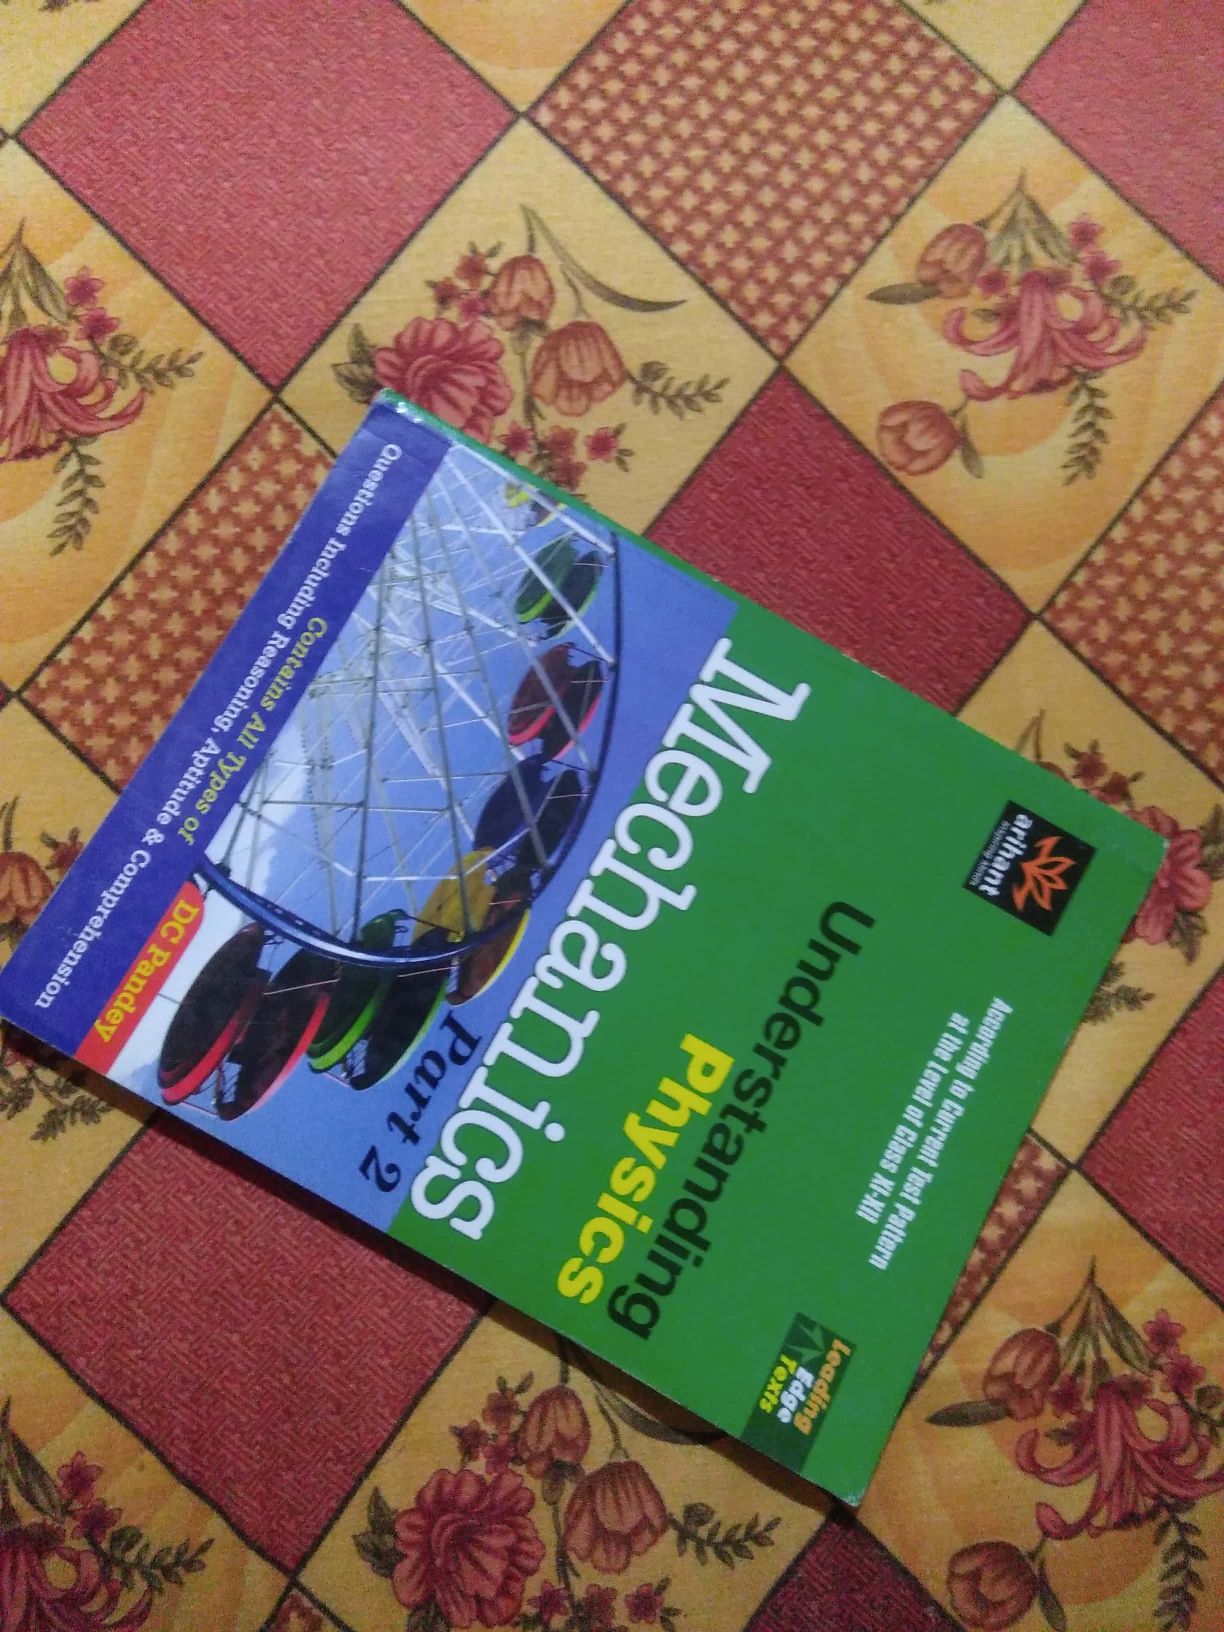 arihant
According to Current Test Pattern
at the Level of Class XI-XII
Leading
Edge
Texts
Understanding
Physics
Mechanics
Part 2
DC Pandey
Contains All Types of
Questions Including Reasoning, Aptitude & Comprehension